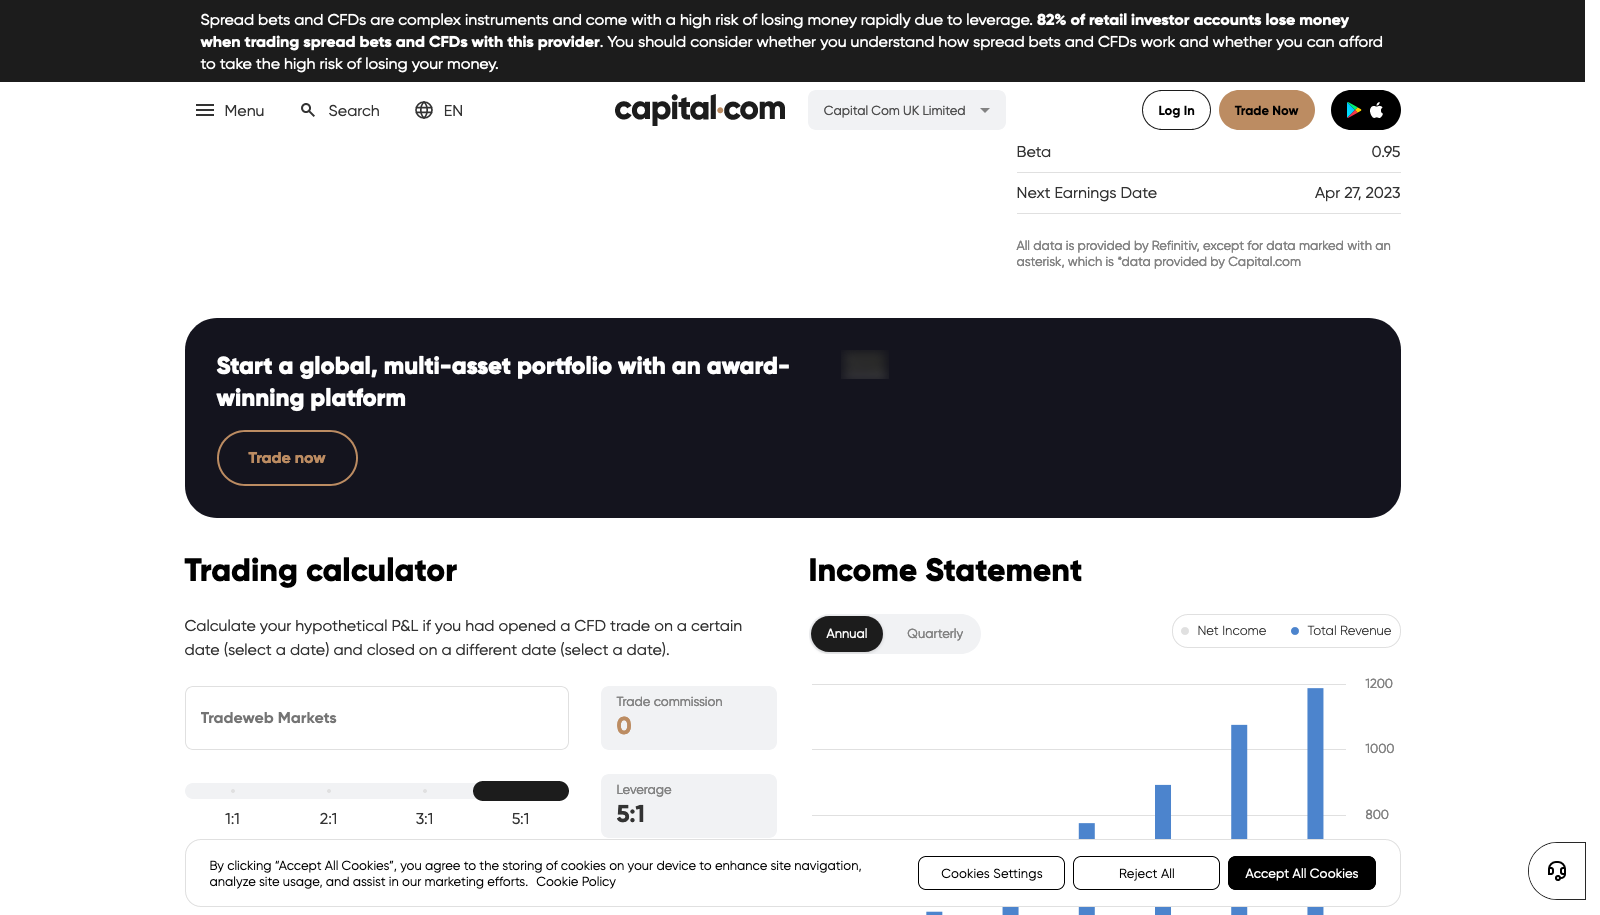 Spread bets and CFDs are complex instruments and come with a high risk of losing money rapidly due to leverage. 82% of retail investor accounts lose money
when trading spread bets and CFDs with this provider. You should consider whether you understand how spread bets and CFDs work and whether you can afford
to take the high risk of losing your money.
Menu Search EN capital.com Capital Com UK Limited Log In Trade Now
Beta 0.95
Next Earnings Date Apr 27, 2023
All data is provided by Refinitiv, except for data marked with an
asterisk, which is *data provided by Capital.com
Start a global, multi-asset portfolio with an award-
winning platform
Trade now
Trading calculator
Calculate your hypothetical P&L if you had opened a CFD trade on a certain
date (select a date) and closed on a different date (select a date).
Tradeweb Markets
Trade commission
0
1:1 2:1 3:1 5:1
Leverage
5:1
Income Statement
Annual Quarterly
Net Income Total Revenue
1200
1000
800
By clicking “Accept All Cookies”, you agree to the storing of cookies on your device to enhance site navigation,
analyze site usage, and assist in our marketing efforts. Cookie Policy
Cookies Settings Reject All Accept All Cookies